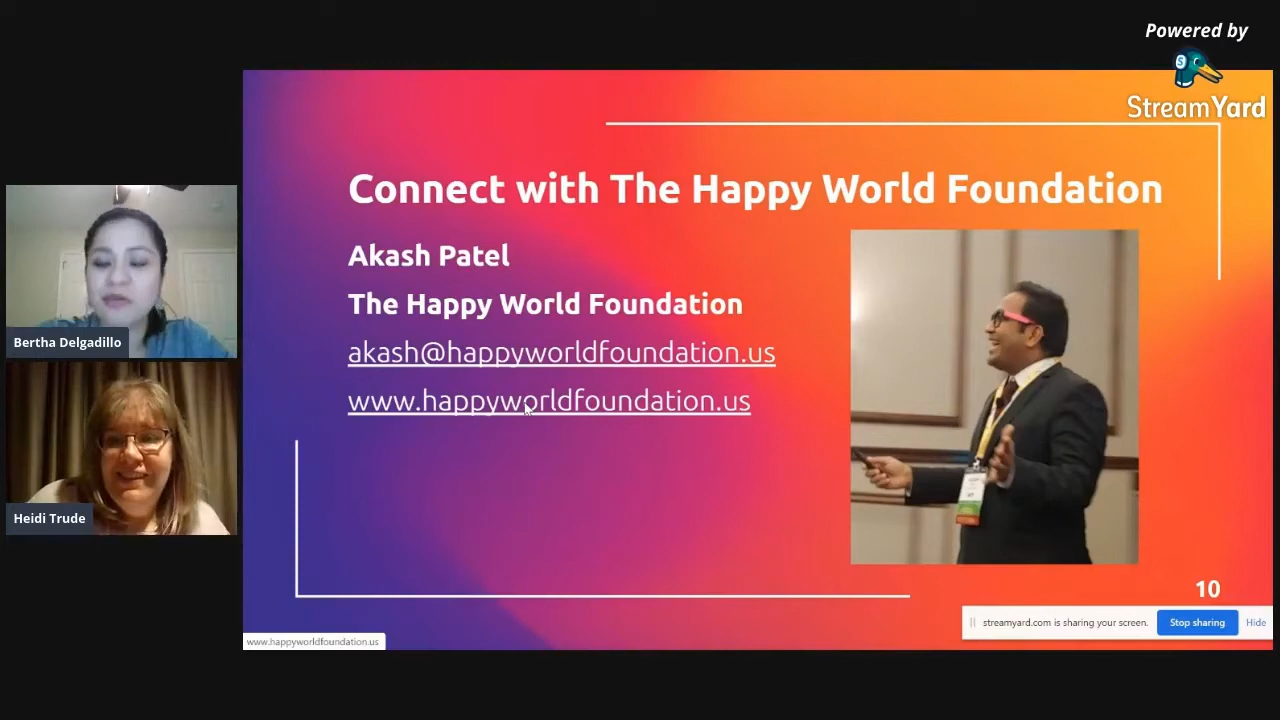 Powered by
StreamYard
Connect with The Happy World Foundation
Akash Patel
The Happy World Foundation
akash@happyworldfoundation.us
www.happyworldfoundation.us
Bertha Delgadillo
Heidi Trude
10
streamyard.com is sharing your screen.
Stop sharing
Hide
www.happyworldfoundation.us